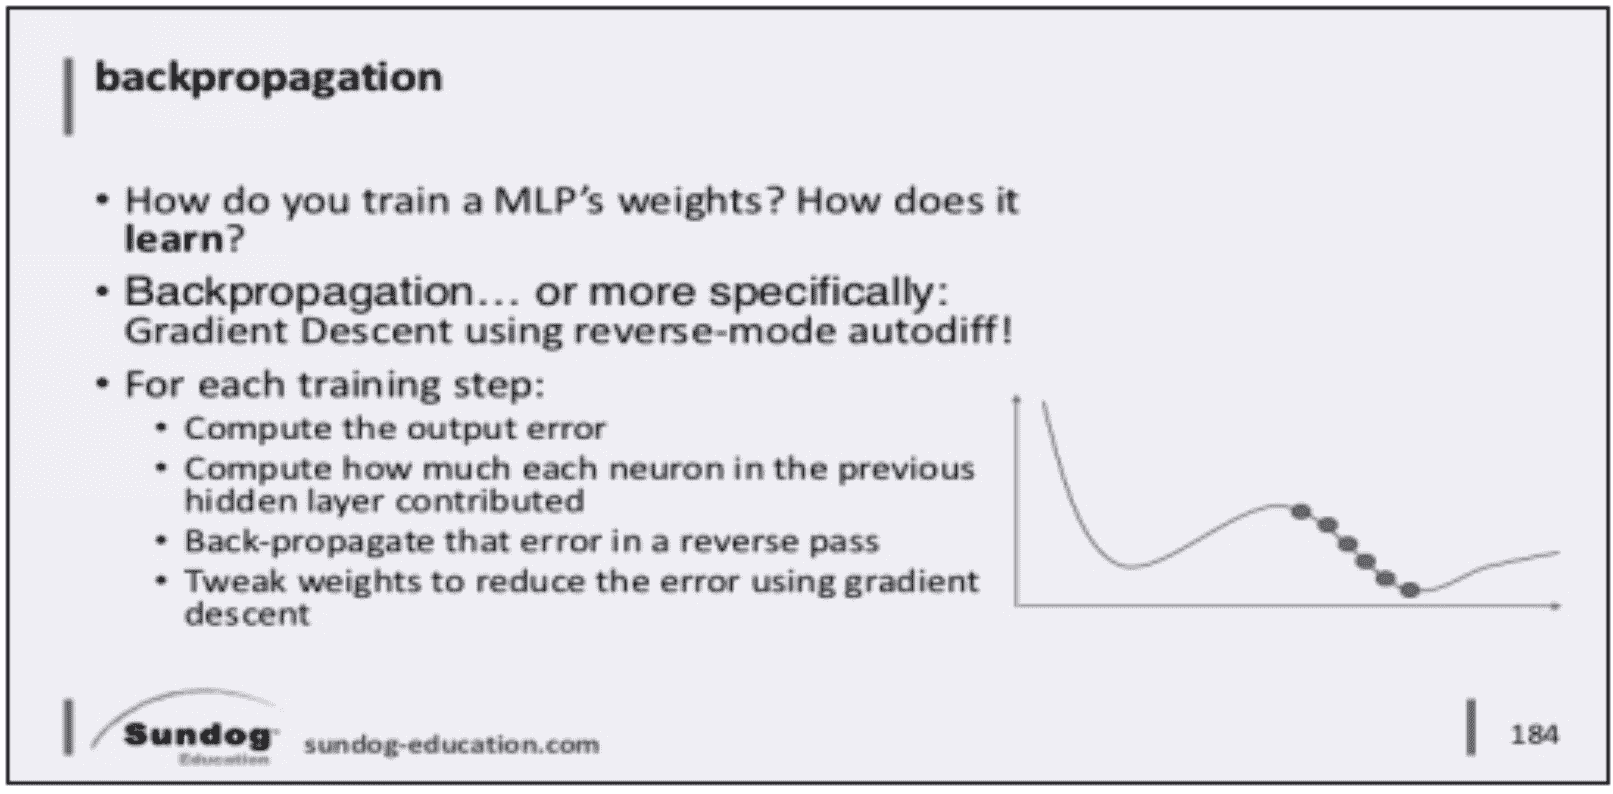 backpropagation
• How do you train a MLP’s weights? How does it
learn?
• Backpropagation… or more specifically:
Gradient Descent using reverse-mode autodiff!
• For each training step:
• Compute the output error
• Compute how much each neuron in the previous
hidden layer contributed
• Back-propagate that error in a reverse pass
• Tweak weights to reduce the error using gradient
descent
Sundog
Education
sundog-education.com
184